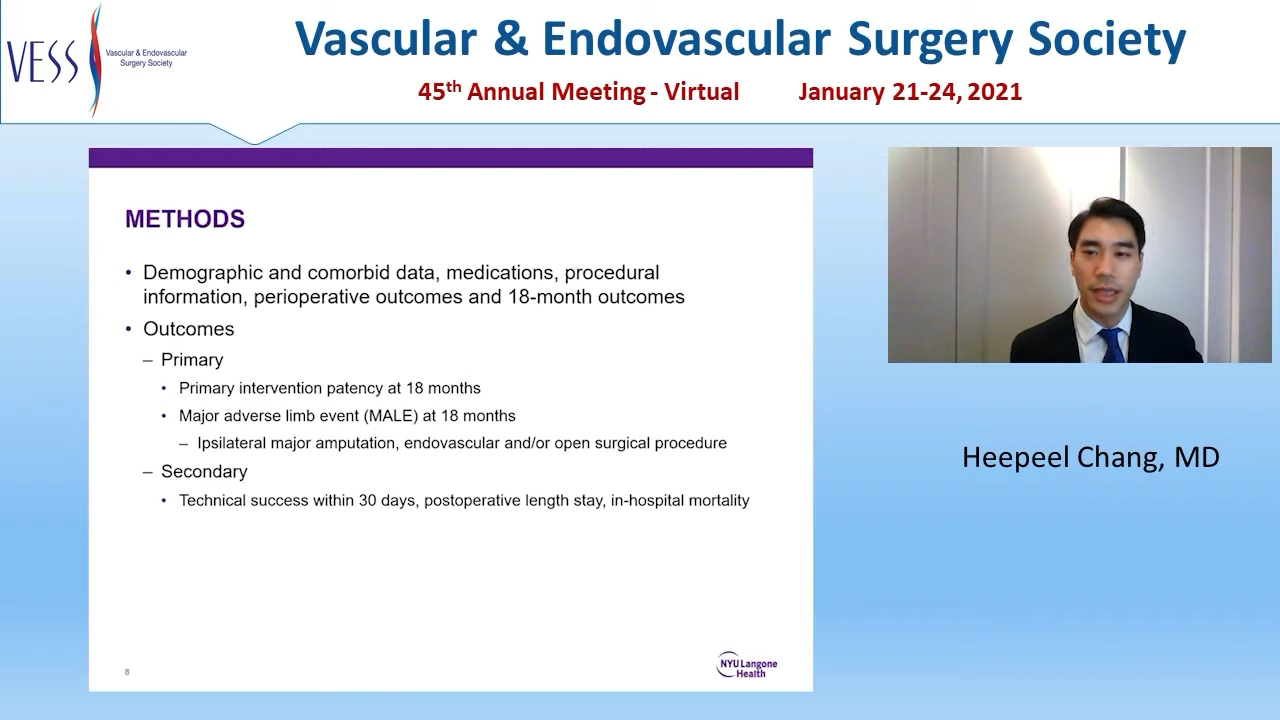 VESS
Vascular & Endovascular
Surgery Society
Vascular & Endovascular Surgery Society
45th Annual Meeting - Virtual January 21-24, 2021
METHODS
• Demographic and comorbid data, medications, procedural
information, perioperative outcomes and 18-month outcomes
• Outcomes
– Primary
• Primary intervention patency at 18 months
• Major adverse limb event (MALE) at 18 months
– Ipsilateral major amputation, endovascular and/or open surgical procedure
– Secondary
• Technical success within 30 days, postoperative length stay, in-hospital mortality
8
NYU Langone
Health
Heepeel Chang, MD